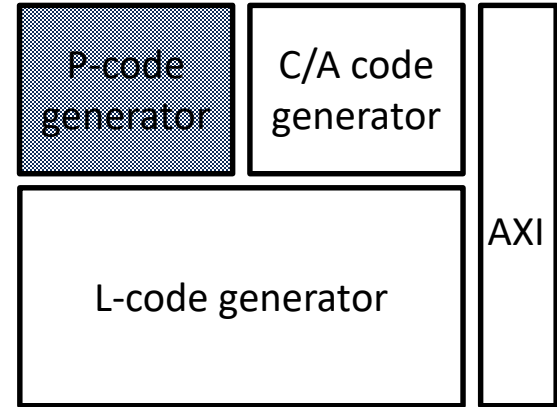 P-code
generator
C/A code
generator
L-code generator
AXI